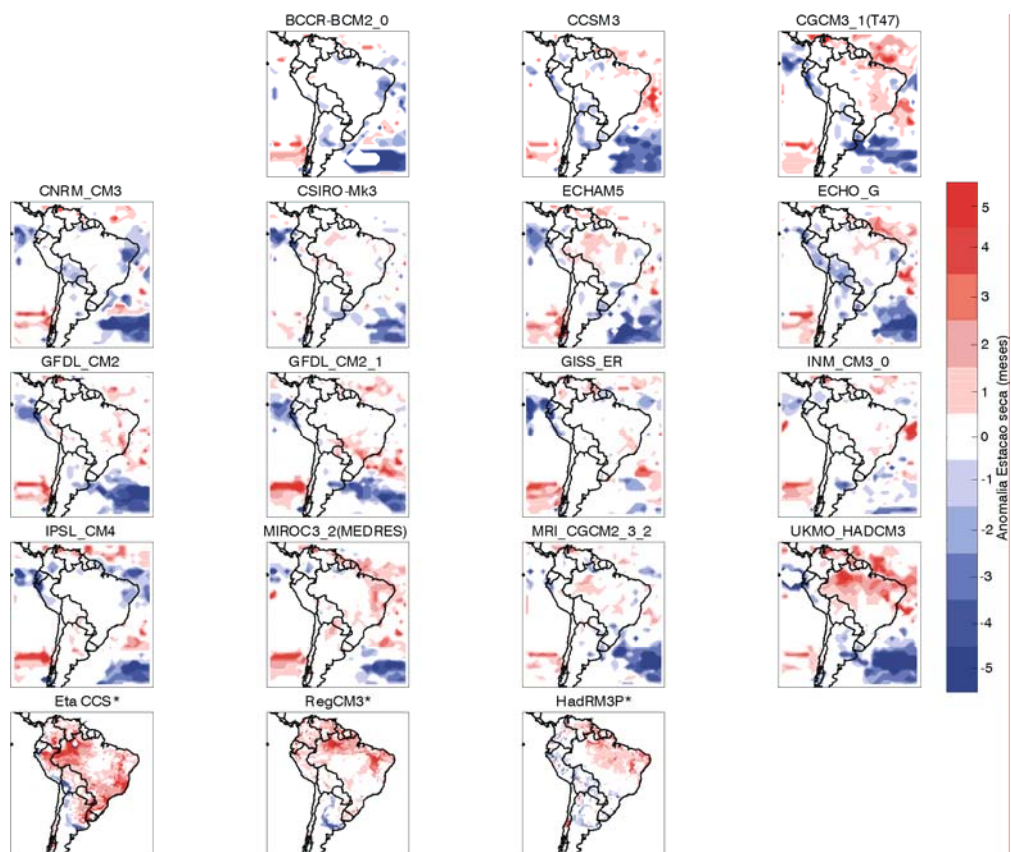 BCCR-BCM2_0
CCSM3
CGCM3_1(T47)
CNRM_CM3
CSIRO-Mk3
ECHAM5
ECHO_G
GFDL_CM2
GFDL_CM2_1
GISS_ER
INM_CM3_0
IPSL_CM4
MIROC3_2(MEDRES)
MRI_CGCM2_3_2
UKMO_HADCM3
Eta CCS*
RegCM3*
HadRM3P*
5
4
3
2
1
0
-1
-2
-3
-4
-5
Anomalia Estacao seca (meses)